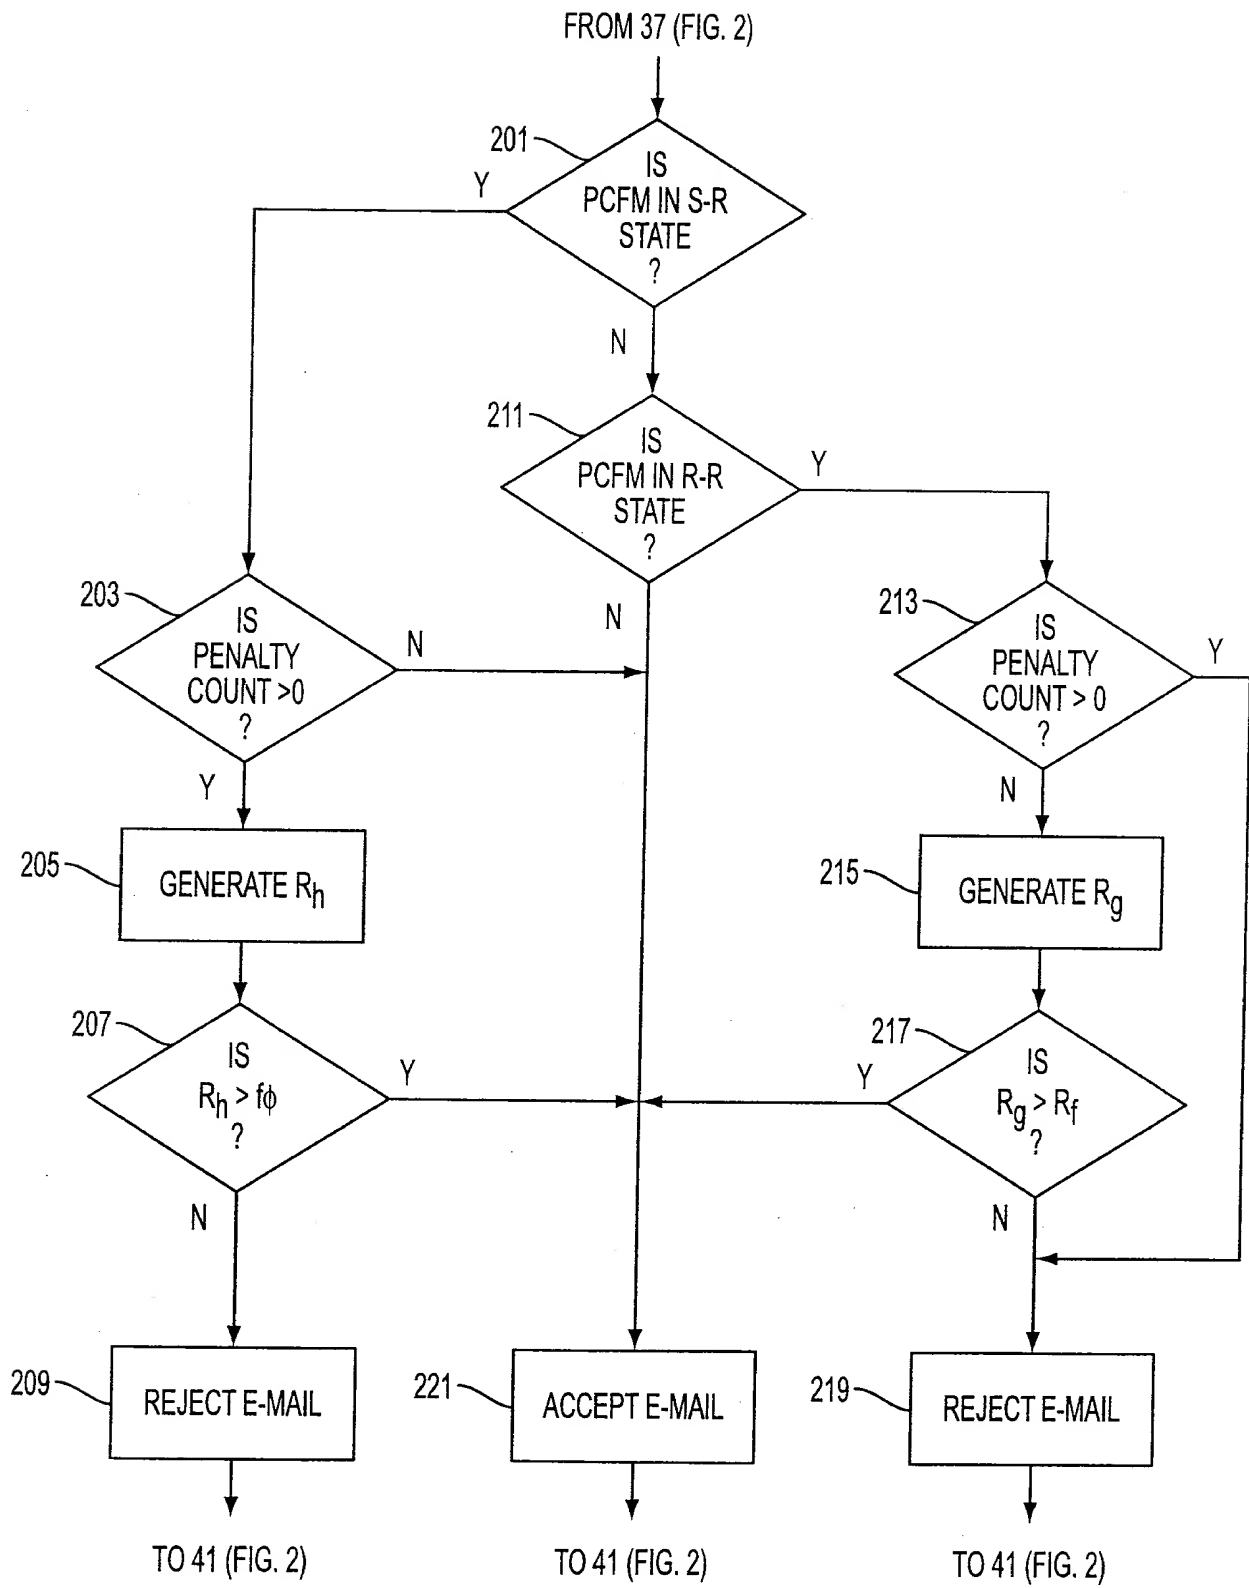 FROM 37 (FIG. 2)
201
IS
PCFM IN S-R
STATE
?
Y
N
211
IS
PCFM IN R-R
STATE
?
Y
N
203
IS
PENALTY
COUNT >0
?
N
Y
213
IS
PENALTY
COUNT > 0
?
Y
N
205
GENERATE Rh
215
GENERATE Rg
207
IS
Rh > fϕ
?
Y
N
217
IS
Rg > Rf
?
Y
N
209
REJECT E-MAIL
221
ACCEPT E-MAIL
219
REJECT E-MAIL
TO 41 (FIG. 2)
TO 41 (FIG. 2)
TO 41 (FIG. 2)